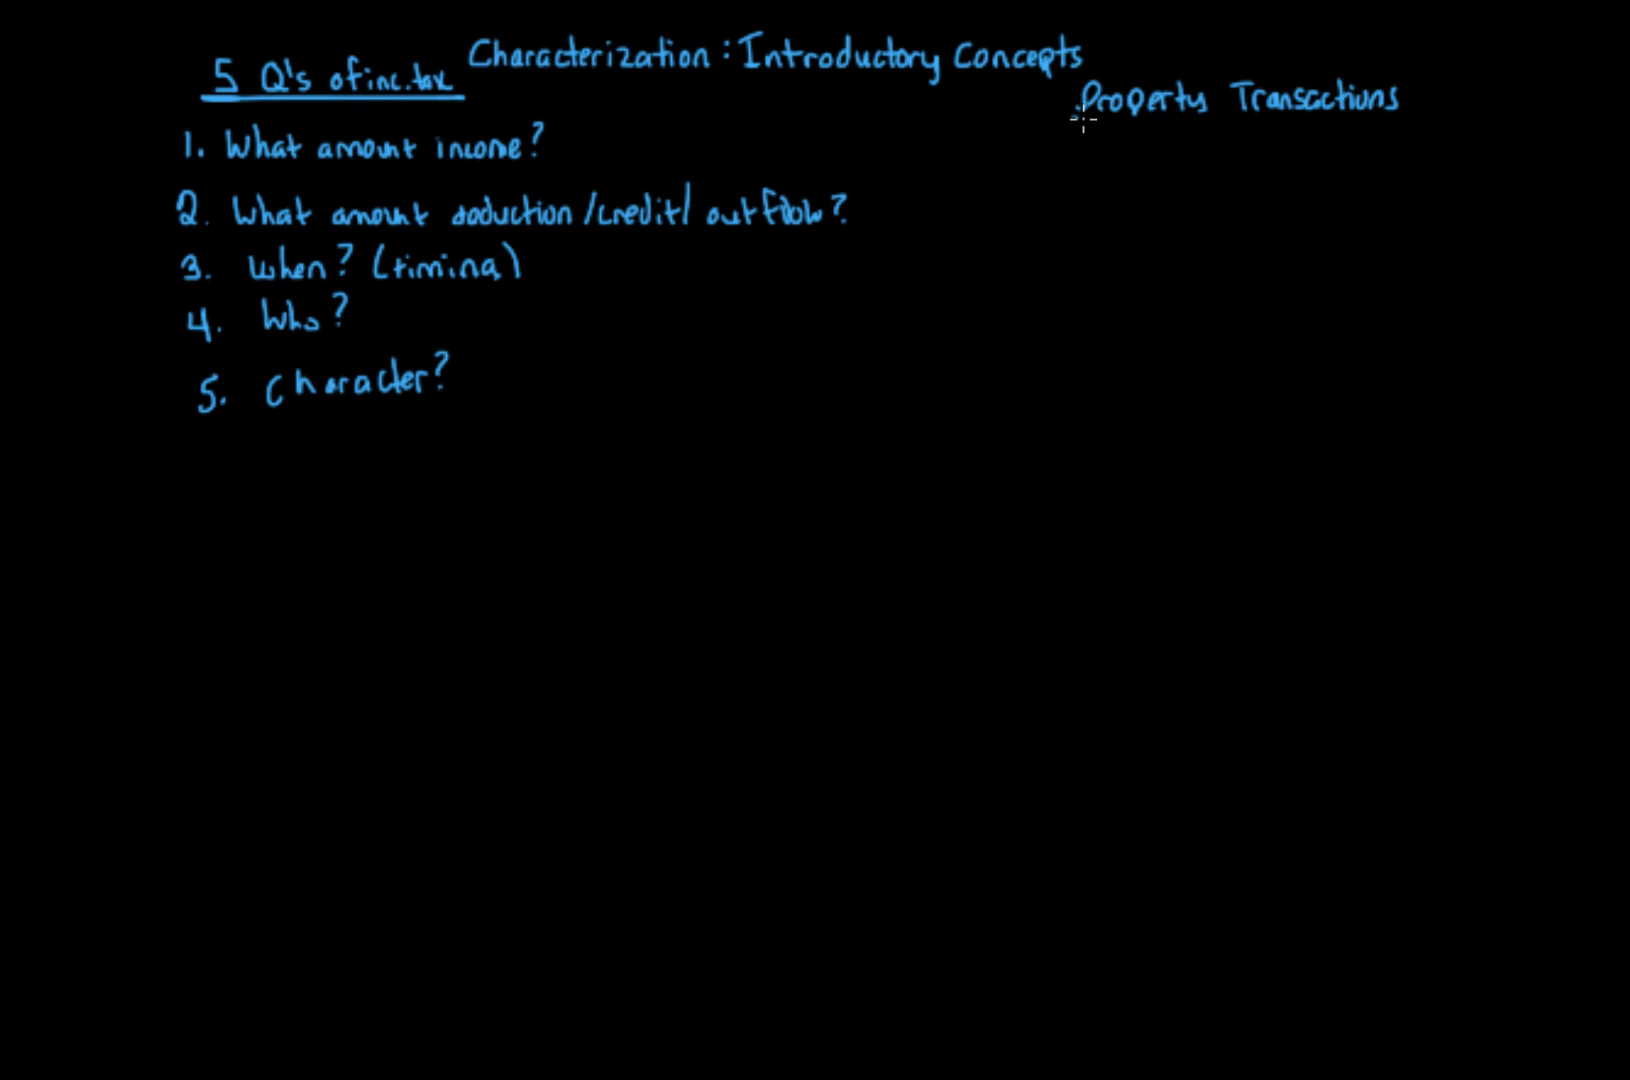 Characterization : Introductory Concepts
5 Q's of inc. tax
Property Transactions
1. What amount income?
2. What amount deduction /credit/ outflow?
3. When? (timing)
4. Who?
5. Character?